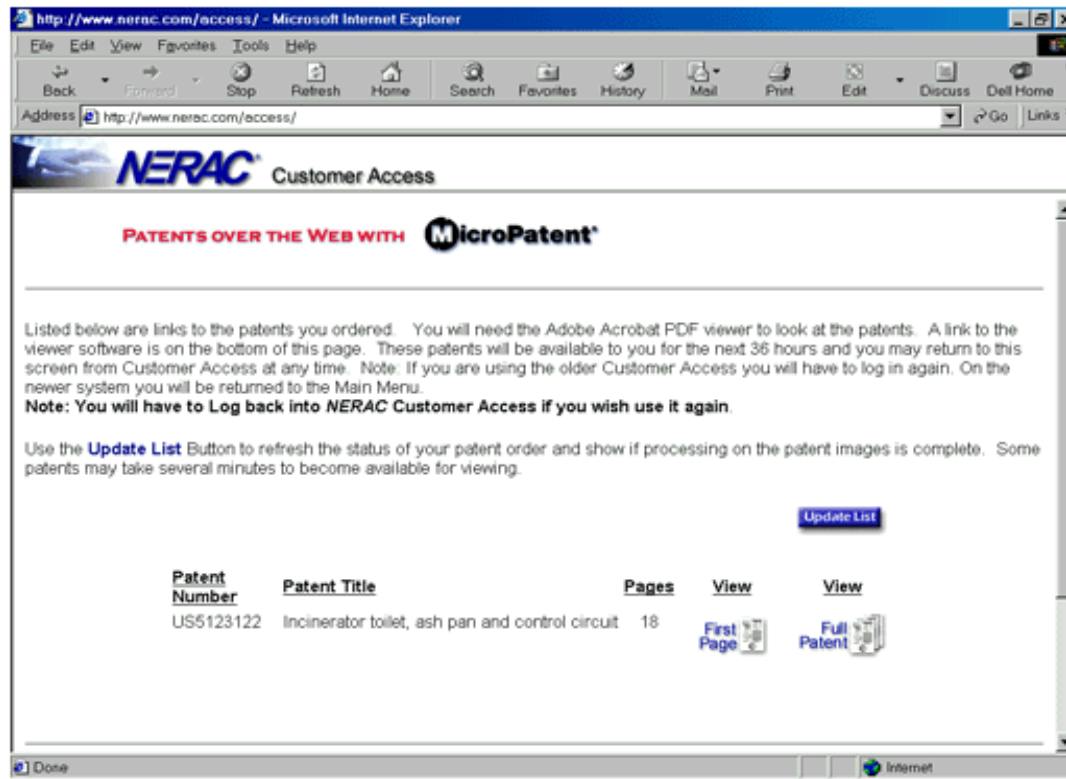 http://www.nerac.com/access/ - Microsoft Internet Explorer
File Edit View Favorites Tools Help
Back Forward Stop Refresh Home Search Favorites History Mail Print Edit Discuss Dell Home
Address http://www.nerac.com/access/ Go Links
NERAC® Customer Access
PATENTS OVER THE WEB WITH MicroPatent®
Listed below are links to the patents you ordered. You will need the Adobe Acrobat PDF viewer to look at the patents. A link to the
viewer software is on the bottom of this page. These patents will be available to you for the next 36 hours and you may return to this
screen from Customer Access at any time. Note: If you are using the older Customer Access you will have to log in again. On the
newer system you will be returned to the Main Menu.
Note: You will have to Log back into NERAC Customer Access if you wish use it again.
Use the Update List Button to refresh the status of your patent order and show if processing on the patent images is complete. Some
patents may take several minutes to become available for viewing.
Update List
Patent
Number Patent Title Pages View View
US5123122 Incinerator toilet, ash pan and control circuit 18 First Page Full Patent
Done Internet